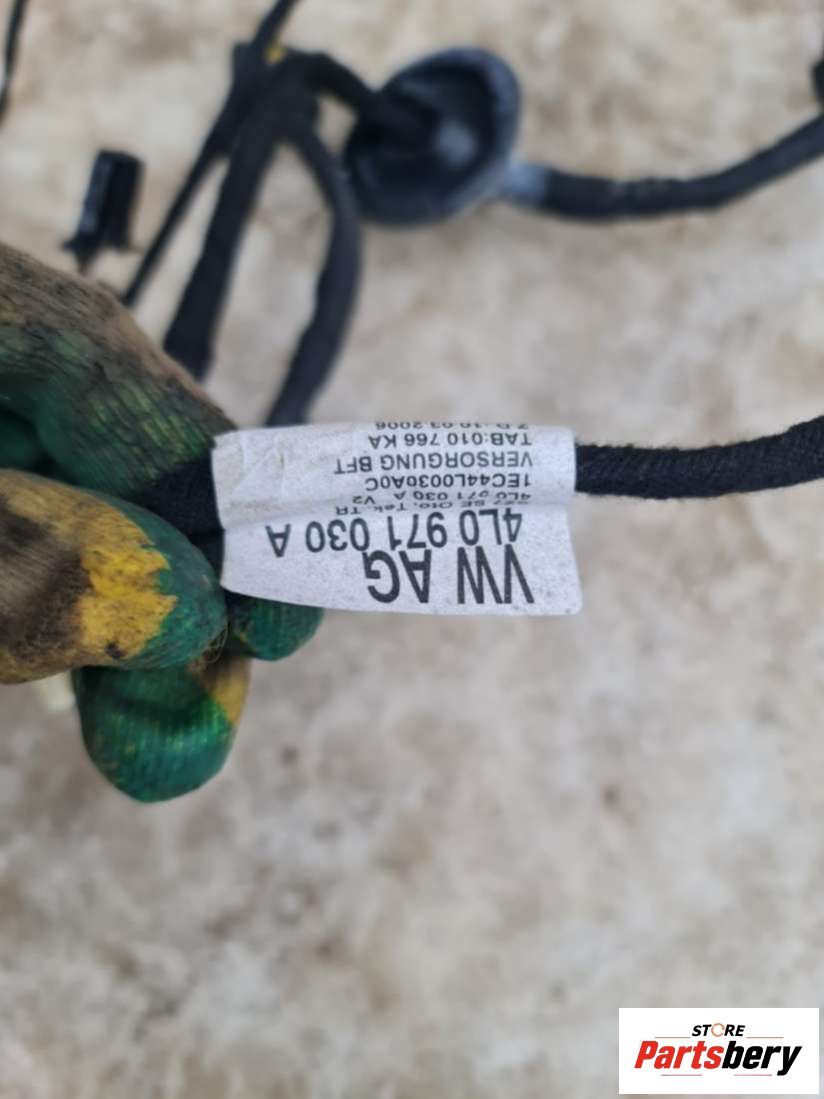 VW AG
4L0 971 030 A
4L0 971 030 A V2
1EC44L0030A0C
VERSORGUNG BFT
TAB:010 766 KA
STORE
Partsbery